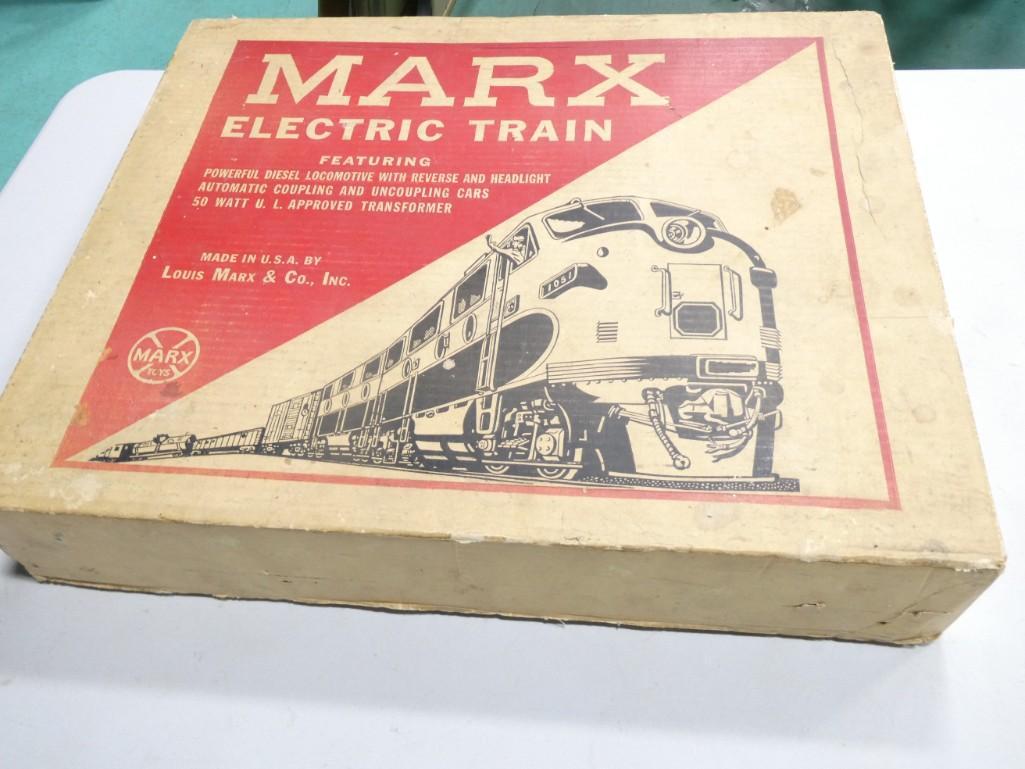 MARX
ELECTRIC TRAIN
FEATURING
POWERFUL DIESEL LOCOMOTIVE WITH REVERSE AND HEADLIGHT
AUTOMATIC COUPLING AND UNCOUPLING CARS
50 WATT U. L. APPROVED TRANSFORMER
MADE IN U.S.A. BY
LOUIS MARX & CO., INC.
MARX
TOYS
1051